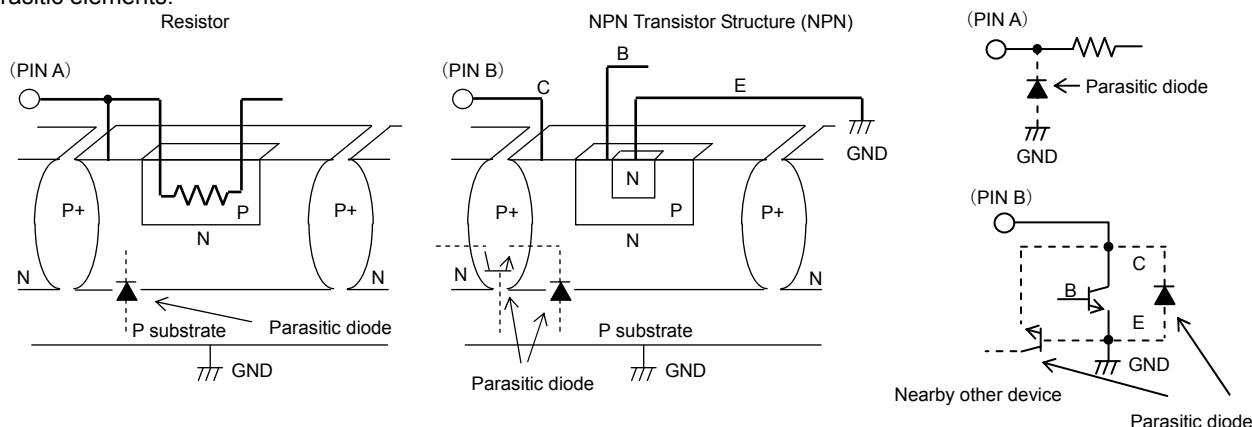 Resistor
NPN Transistor Structure (NPN)
(PIN A)
(PIN A)
(PIN B)
B
C
E
Parasitic diode
GND
GND
N
P+
P
P+
P+
P
P+
N
N
(PIN B)
N
N
N
N
C
B
E
P substrate
Parasitic diode
P substrate
GND
GND
Parasitic diode
GND
Nearby other device
Parasitic diode